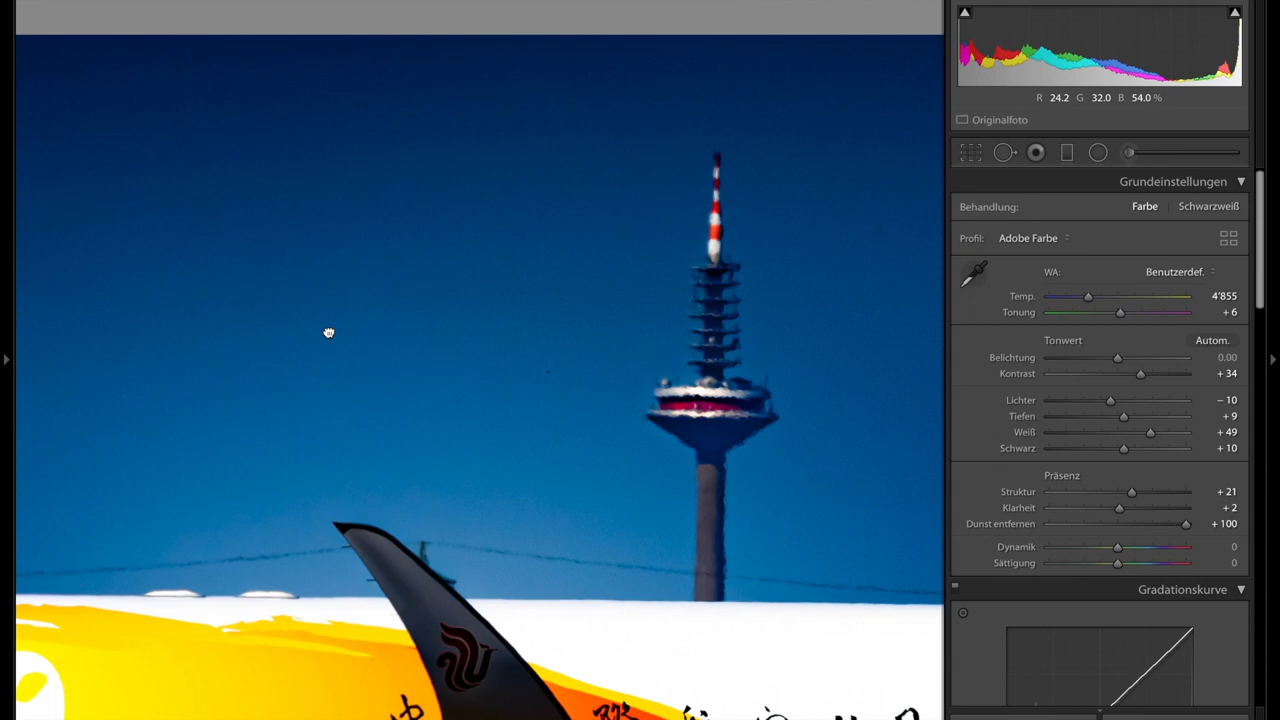 R 24.2 G 32.0 B 54.0 %
Originalfoto
Grundeinstellungen
Behandlung: Farbe Schwarzweiß
Profil: Adobe Farbe
WA: Benutzerdef.
Temp. 4'855
Tonung + 6
Tonwert Autom.
Belichtung 0.00
Kontrast + 34
Lichter − 10
Tiefen + 9
Weiß + 49
Schwarz + 10
Präsenz
Struktur + 21
Klarheit + 2
Dunst entfernen + 100
Dynamik 0
Sättigung 0
Gradationskurve